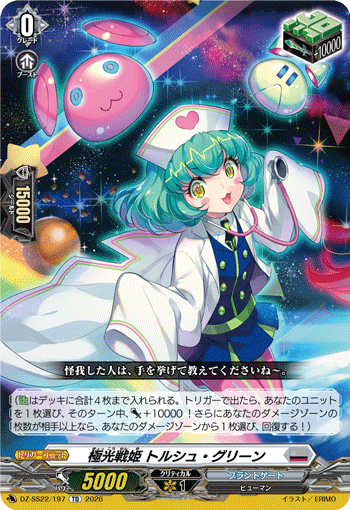 0
グレード
ブースト
+10000
15000
シールド
怪我した人は、手を挙げて教えてくださいね～。
(治はデッキに合計４枚まで入れられる。トリガーで出たら、あなたのユニット
を１枚選び、そのターン中、+10000！さらにあなたのダメージゾーンの
枚数が相手以上なら、あなたのダメージゾーンから１枚選び、回復する！)
トリガーユニット
極光戦姫 トルシュ・グリーン
パワー
5000
クリティカル
1
ブラントゲート
ヒューマン
DZ-SS22/197 TD 2026
イラスト／ERIMO